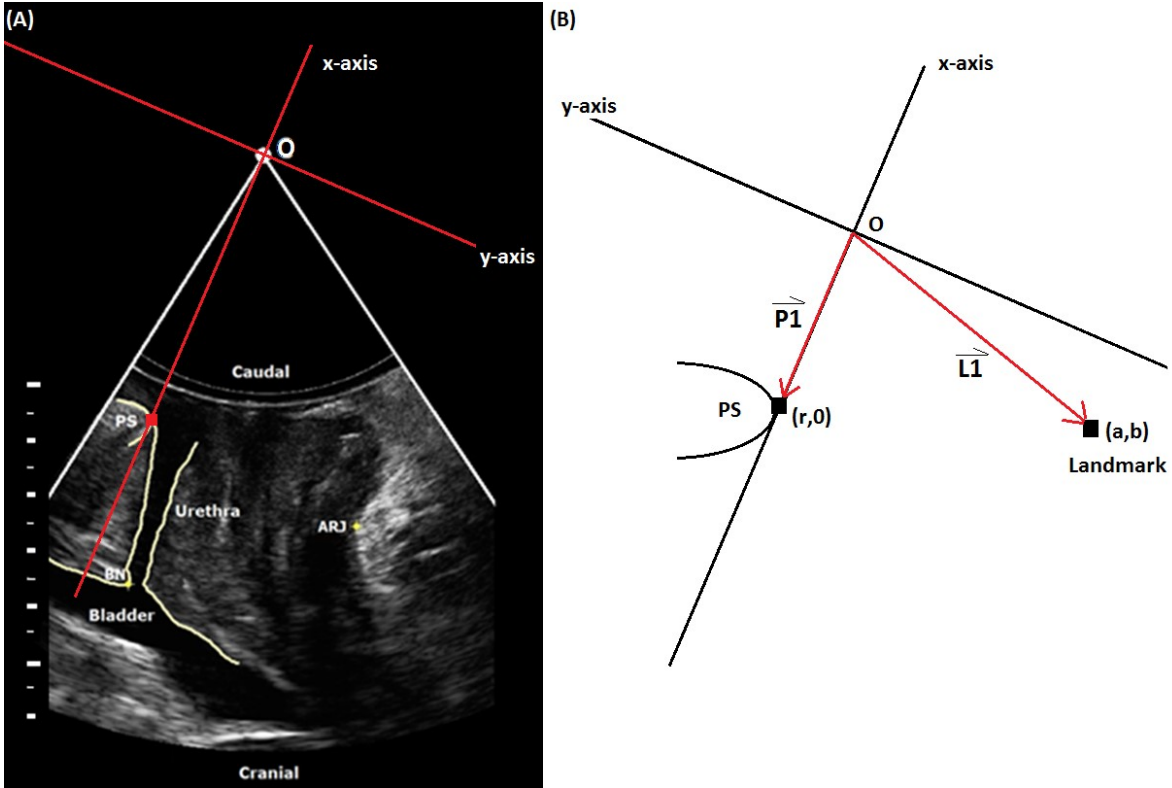 (A)
x-axis
O
y-axis
Caudal
PS
Urethra
ARJ
BN
Bladder
Cranial
(B)
x-axis
y-axis
O
P1
L1
PS
(r,0)
(a,b)
Landmark